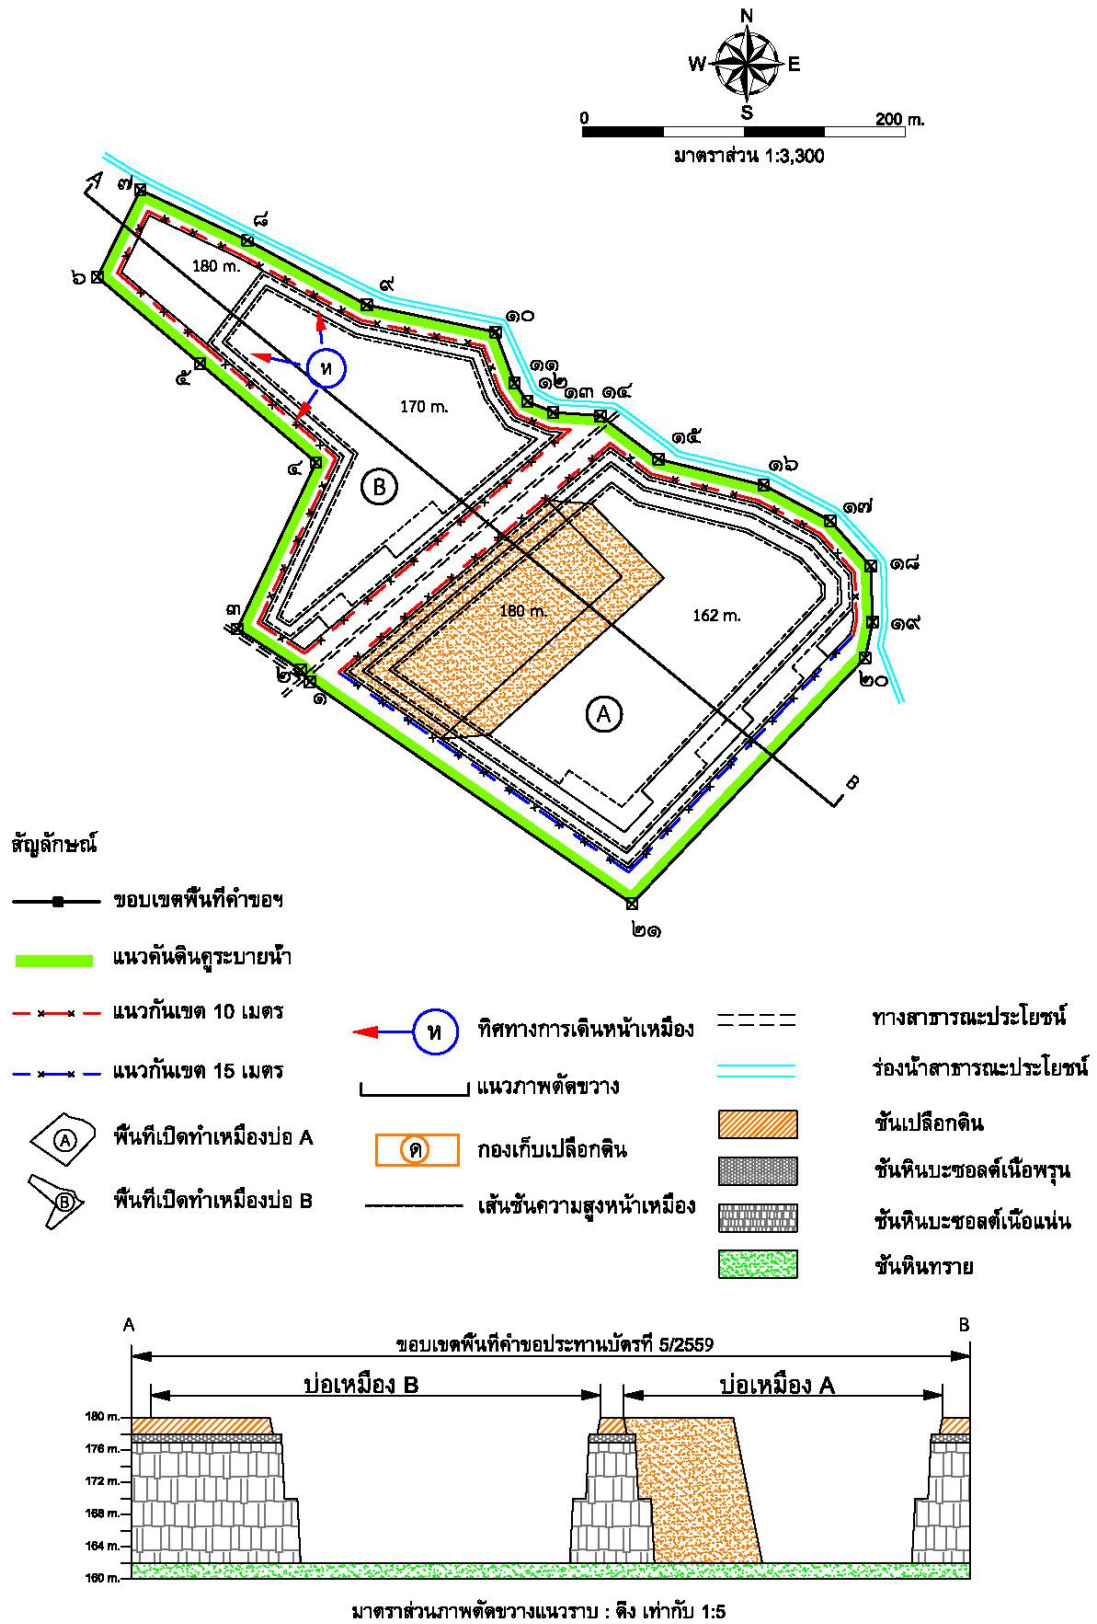 N
W E
S
0 200 m.
มาตราส่วน 1:3,300
A
๗
๘
180 m.
๖
๙
๑๐
ห
๕
๑๑
๑๒
๑๓ ๑๔
170 m.
๑๕
๔
B
๑๖
๑๗
๑๘
๓
180 m.
162 m.
๑๙
๒๐
๒
๑
A
B
๒๑
สัญลักษณ์
ขอบเขตพื้นที่คำขอฯ
แนวคันดินคูระบายน้ำ
แนวกันเขต 10 เมตร
แนวกันเขต 15 เมตร
A พื้นที่เปิดทำเหมืองบ่อ A
B พื้นที่เปิดทำเหมืองบ่อ B
ห ทิศทางการเดินหน้าเหมือง
แนวภาพตัดขวาง
ด กองเก็บเปลือกดิน
เส้นชั้นความสูงหน้าเหมือง
ทางสาธารณะประโยชน์
ร่องน้ำสาธารณะประโยชน์
ชั้นเปลือกดิน
ชั้นหินบะซอลต์เนื้อพรุน
ชั้นหินบะซอลต์เนื้อแน่น
ชั้นหินทราย
A B
ขอบเขตพื้นที่คำขอประทานบัตรที่ 5/2559
บ่อเหมือง B บ่อเหมือง A
180 m.
176 m.
172 m.
168 m.
164 m.
160 m.
มาตราส่วนภาพตัดขวางแนวราบ : ดิ่ง เท่ากับ 1:5